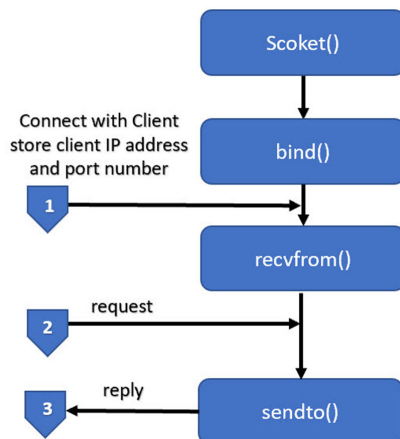 Scoket()
Connect with Client
store client IP address
and port number
bind()
1
recvfrom()
request
2
reply
3
sendto()